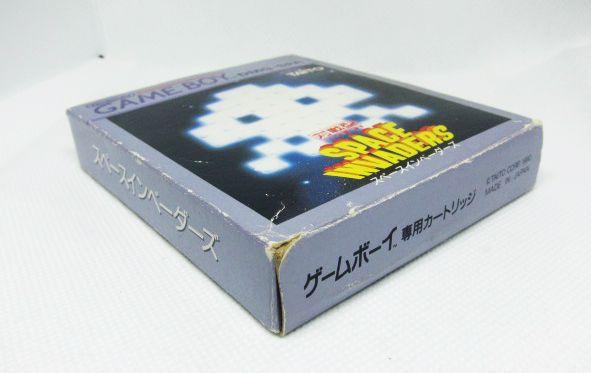 GAME BOY
TAITO
SPACE
INVADERS
スペースインベーダーズ
スペースインベーダーズ
ゲームボーイ™専用カートリッジ
©TAITO CORP. 1990
MADE IN JAPAN